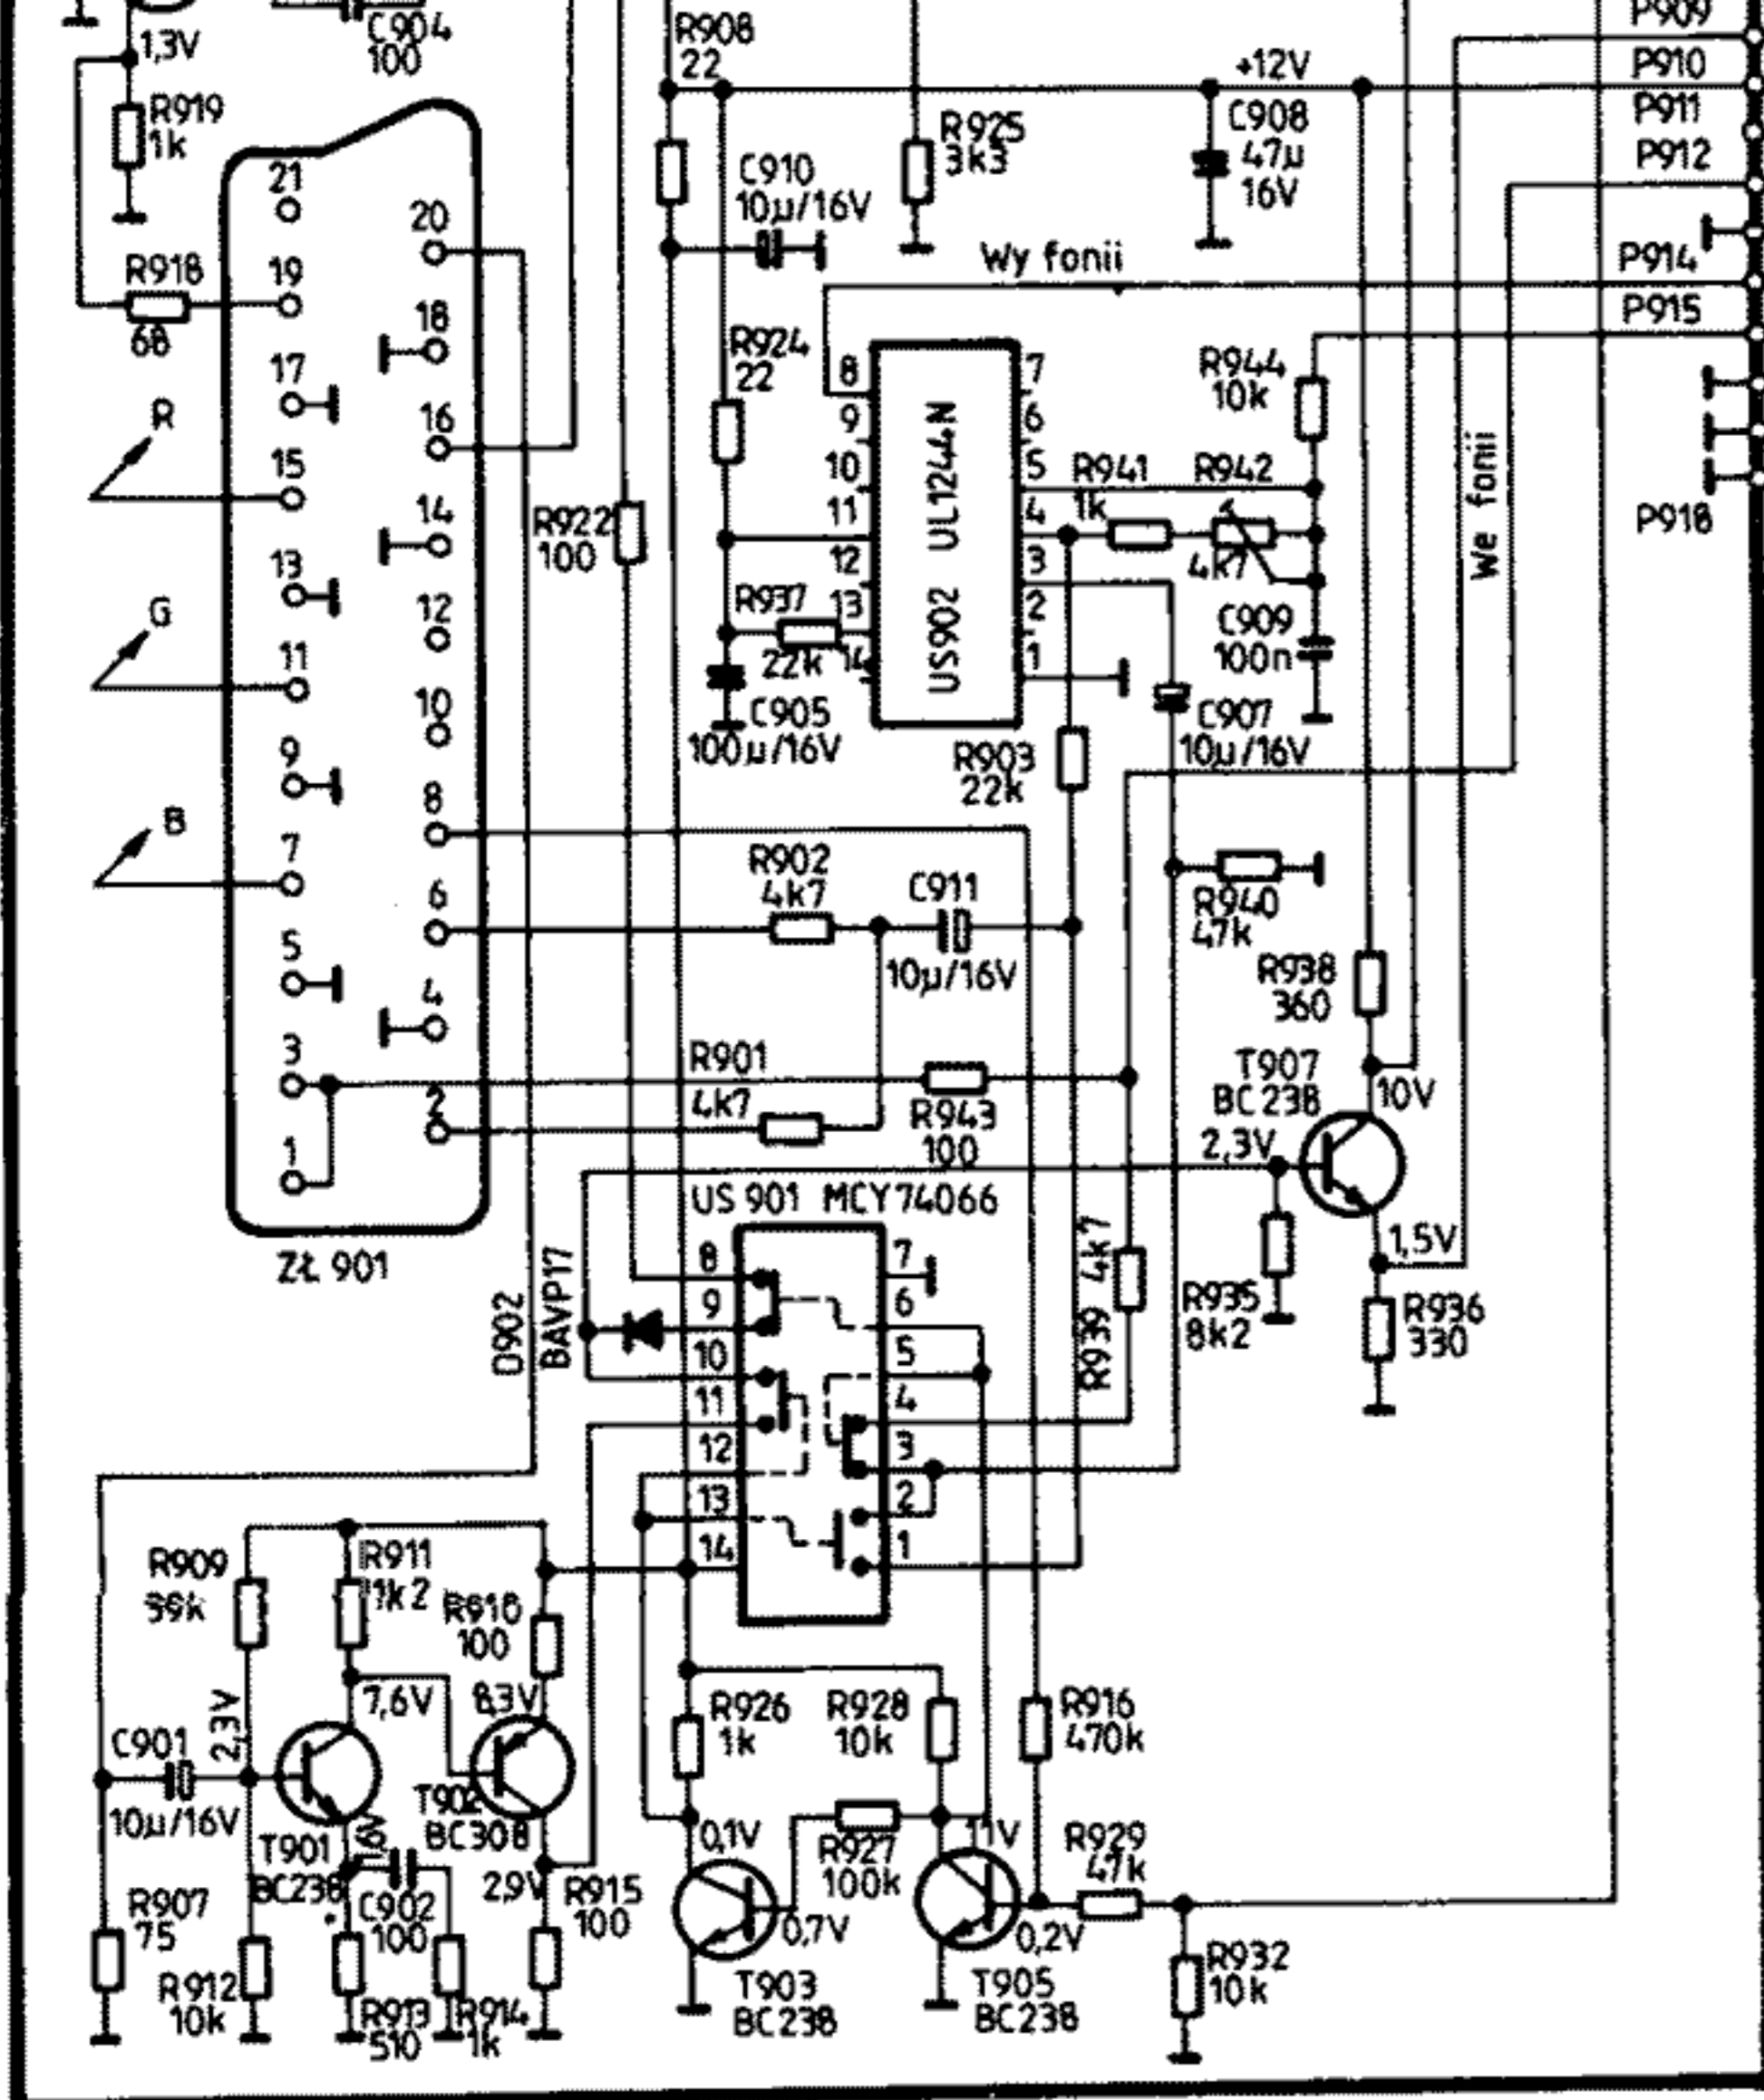 1,3V
C904
100
R908
22
+12V
P909
P910
P911
P912
P914
P915
P918
R919
1k
R918
68
21
20
19
18
17
16
15
14
13
12
11
10
9
8
7
6
5
4
3
2
1
R
G
B
ZŁ 901
C910
10µ/16V
R925
3k3
C908
47µ
16V
Wy fonii
We fonii
R924
22
R922
100
R937
22k
C905
100µ/16V
8
9
10
11
12
13
14
UL1244N
US902
7
6
5
4
3
2
1
R944
10k
R941
1k
R942
4k7
C909
100n
C907
10µ/16V
R903
22k
R902
4k7
C911
10µ/16V
R940
47k
R938
360
T907
BC238
10V
2,3V
1,5V
R901
4k7
R943
100
US 901 MCY74066
D902
BAVP17
8
9
10
11
12
13
14
7
6
5
4
3
2
1
R939 4k7
R935
8k2
R936
330
R909
R911
1k2
R910
100
7,6V
8,3V
2,3V
C901
10µ/16V
T901
BC238
1,6V
T902
BC308
2,9V
R907
75
R912
10k
C902
100
R913
510
R914
1k
R915
100
R926
1k
R928
10k
R916
470k
0,1V
R927
100k
R929
47k
0,7V
0,2V
T903
BC238
T905
BC238
R932
10k